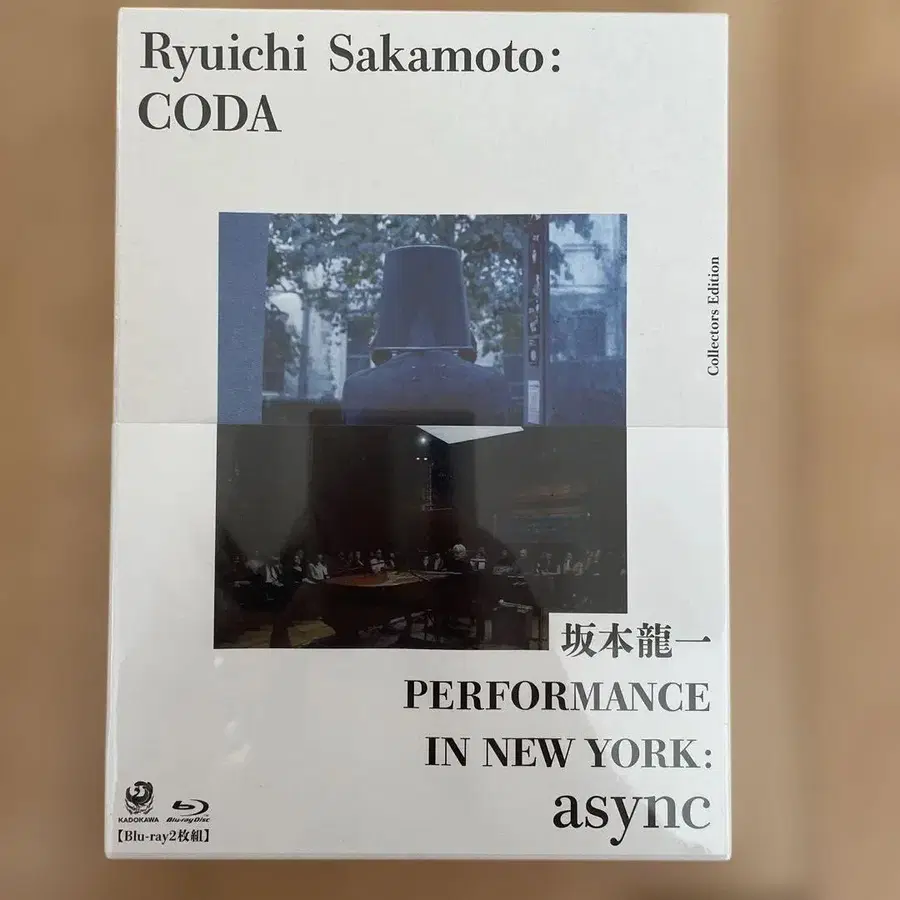 Ryuichi Sakamoto:
CODA
Collectors Edition
坂本龍一
PERFORMANCE
IN NEW YORK:
async
KADOKAWA
Blu-ray Disc
【Blu-ray2枚組】